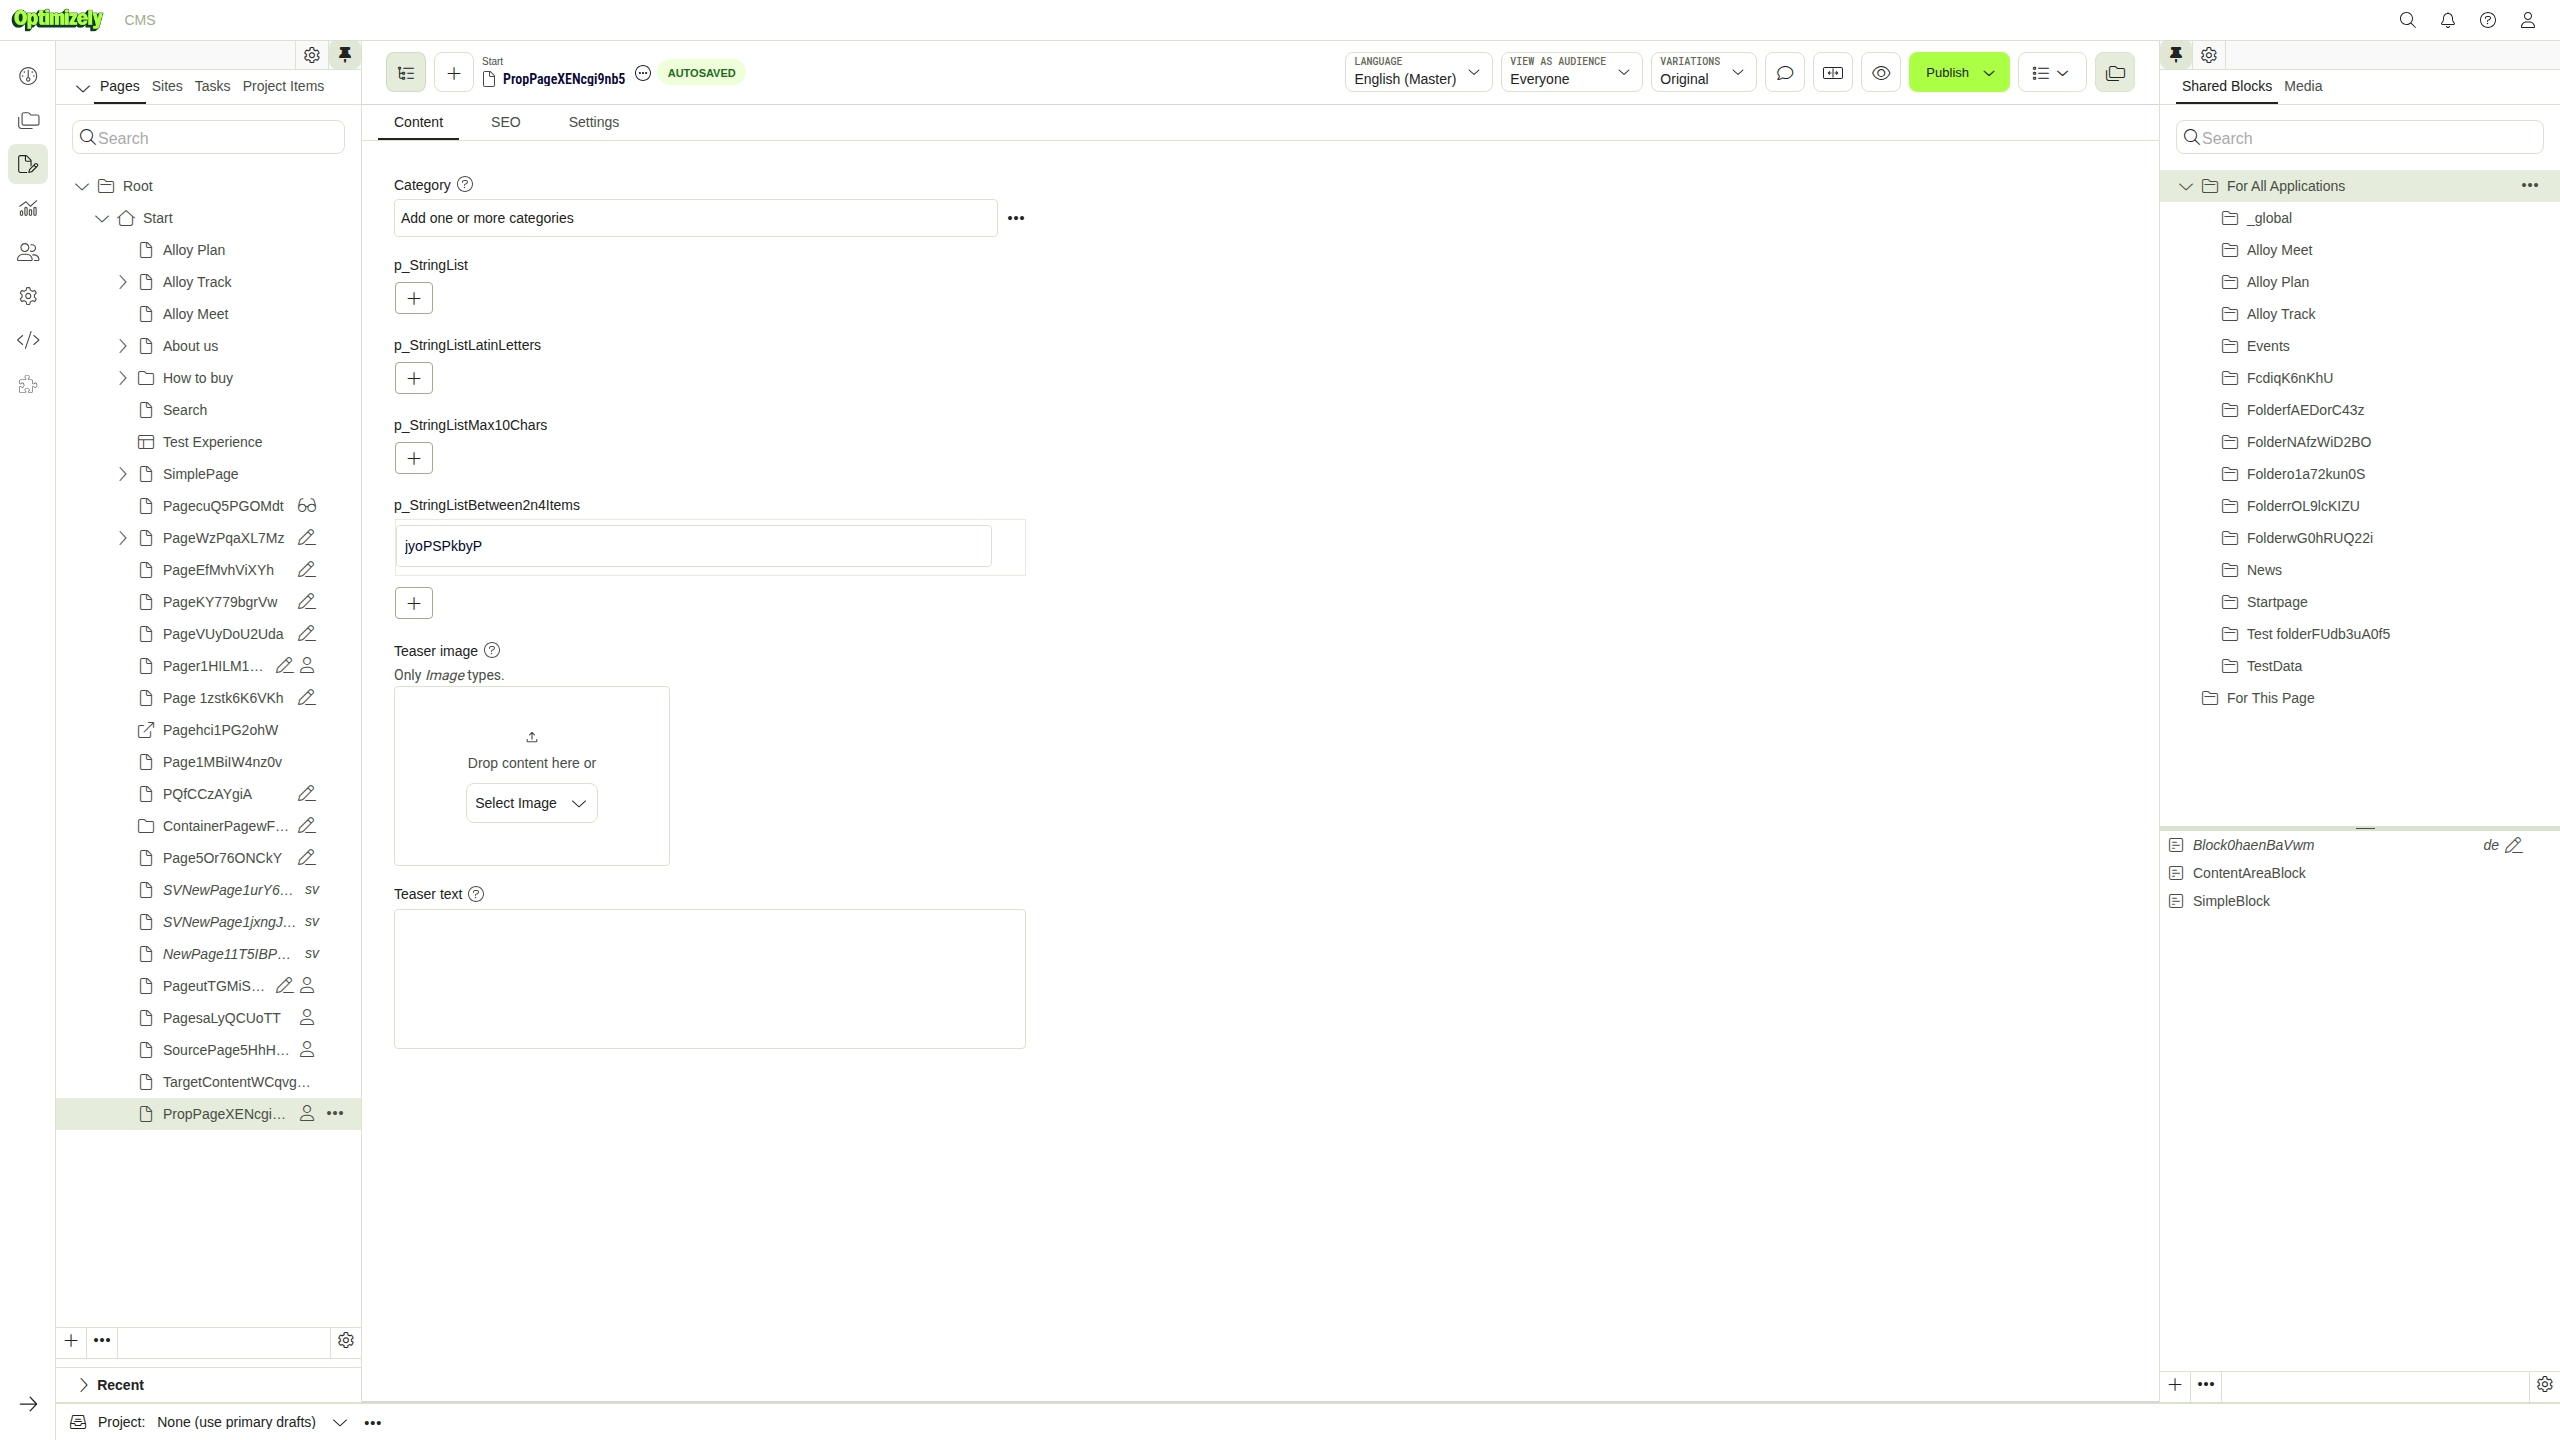 Optimizely
CMS
Pages
Sites
Tasks
Project Items
Search
Root
Start
Alloy Plan
Alloy Track
Alloy Meet
About us
How to buy
Search
Test Experience
SimplePage
PagecuQ5PGOMdt
PageWzPqaXL7Mz
PageEfMvhViXYh
PageKY779bgrVw
PageVUyDoU2Uda
Pager1HILM1…
Page 1zstk6K6VKh
Pagehci1PG2ohW
Page1MBiIW4nz0v
PQfCCzAYgiA
ContainerPagewF…
Page5Or76ONCkY
SVNewPage1urY6… sv
SVNewPage1jxngJ… sv
NewPage11T5IBP… sv
PageutTGMiS…
PagesaLyQCUoTT
SourcePage5HhH…
TargetContentWCqvg…
PropPageXENcgi…
Recent
Project: None (use primary drafts)
Start
PropPageXENcgi9nb5
AUTOSAVED
LANGUAGE
English (Master)
VIEW AS AUDIENCE
Everyone
VARIATIONS
Original
Publish
Content
SEO
Settings
Category
Add one or more categories
p_StringList
p_StringListLatinLetters
p_StringListMax10Chars
p_StringListBetween2n4Items
jyoPSPkbyP
Teaser image
Only Image types.
Drop content here or
Select Image
Teaser text
Shared Blocks
Media
Search
For All Applications
_global
Alloy Meet
Alloy Plan
Alloy Track
Events
FcdiqK6nKhU
FolderfAEDorC43z
FolderNAfzWiD2BO
Foldero1a72kun0S
FolderrOL9lcKIZU
FolderwG0hRUQ22i
News
Startpage
Test folderFUdb3uA0f5
TestData
For This Page
Block0haenBaVwm de
ContentAreaBlock
SimpleBlock